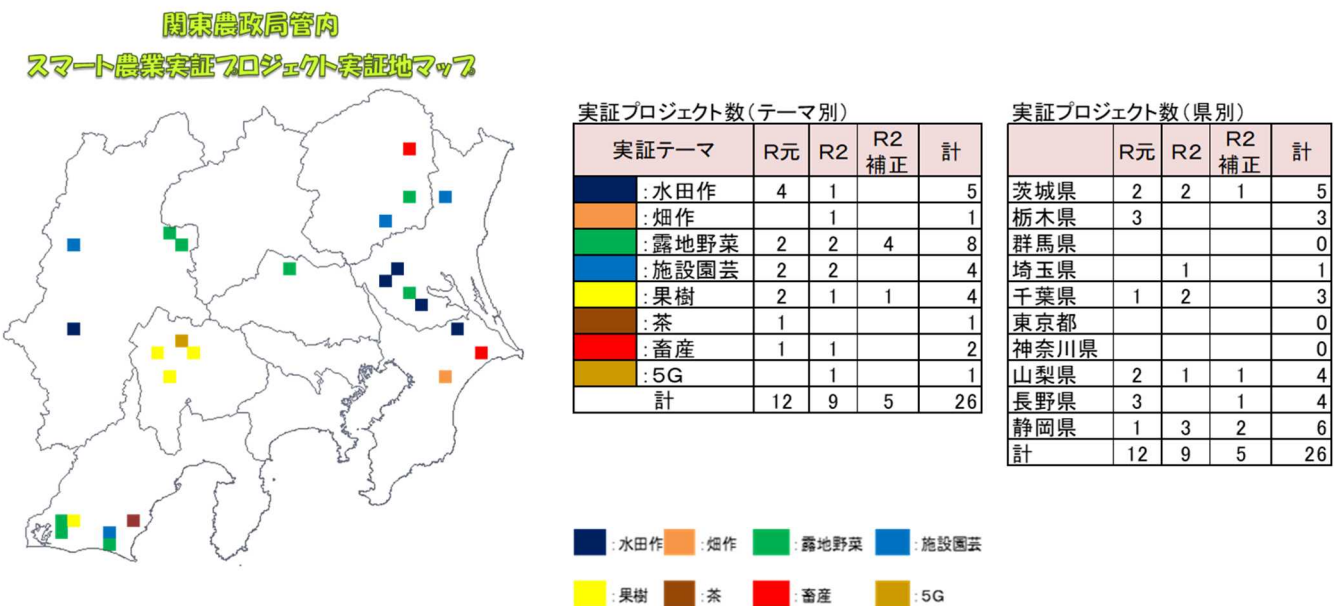 関東農政局管内
スマート農業実証プロジェクト実証地マップ
実証プロジェクト数(テーマ別)
実証テーマ R元 R2 R2補正 計
:水田作 4 1 5
:畑作 1 1
:露地野菜 2 2 4 8
:施設園芸 2 2 4
:果樹 2 1 1 4
:茶 1 1
:畜産 1 1 2
:5G 1 1
計 12 9 5 26
実証プロジェクト数(県別)
R元 R2 R2補正 計
茨城県 2 2 1 5
栃木県 3 3
群馬県 0
埼玉県 1 1
千葉県 1 2 3
東京都 0
神奈川県 0
山梨県 2 1 1 4
長野県 3 1 4
静岡県 1 3 2 6
計 12 9 5 26
:水田作 :畑作 :露地野菜 :施設園芸
:果樹 :茶 :畜産 :5G